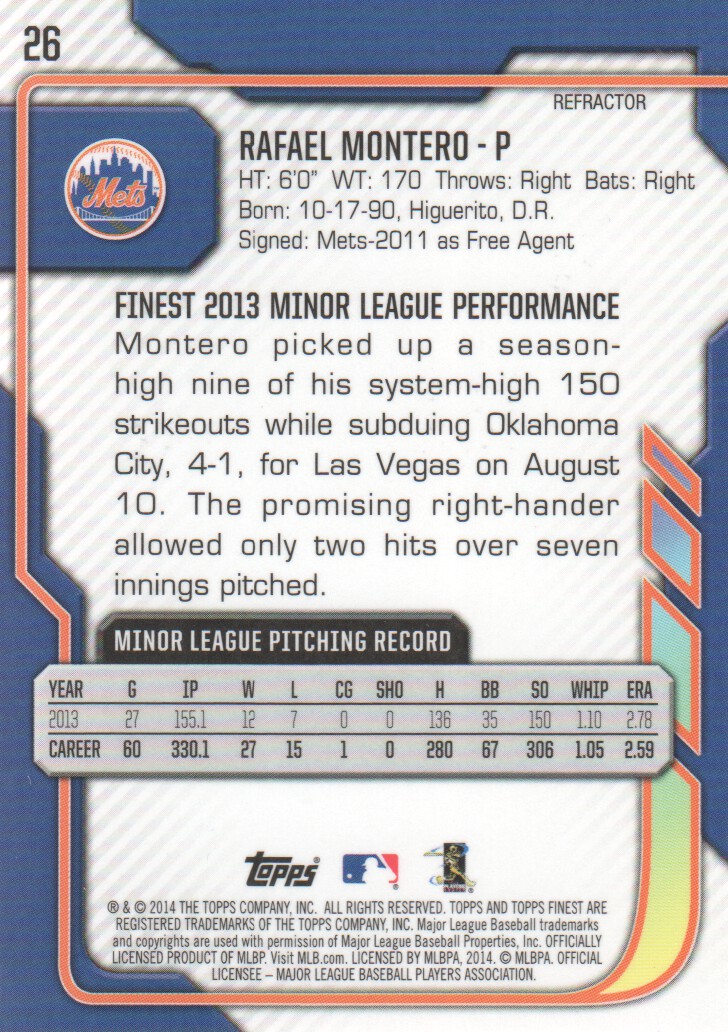 26
REFRACTOR
Mets
RAFAEL MONTERO - P
HT: 6'0" WT: 170 Throws: Right Bats: Right
Born: 10-17-90, Higuerito, D.R.
Signed: Mets-2011 as Free Agent
FINEST 2013 MINOR LEAGUE PERFORMANCE
Montero picked up a season-
high nine of his system-high 150
strikeouts while subduing Oklahoma
City, 4-1, for Las Vegas on August
10. The promising right-hander
allowed only two hits over seven
innings pitched.
MINOR LEAGUE PITCHING RECORD
YEAR G IP W L CG SHO H BB SO WHIP ERA
2013 27 155.1 12 7 0 0 136 35 150 1.10 2.78
CAREER 60 330.1 27 15 1 0 280 67 306 1.05 2.59
TOPPS®
® & © 2014 THE TOPPS COMPANY, INC. ALL RIGHTS RESERVED. TOPPS AND TOPPS FINEST ARE
REGISTERED TRADEMARKS OF THE TOPPS COMPANY, INC. Major League Baseball trademarks
and copyrights are used with permission of Major League Baseball Properties, Inc. OFFICIALLY
LICENSED PRODUCT OF MLBP. Visit MLB.com. LICENSED BY MLBPA, 2014. © MLBPA. OFFICIAL
LICENSEE – MAJOR LEAGUE BASEBALL PLAYERS ASSOCIATION.